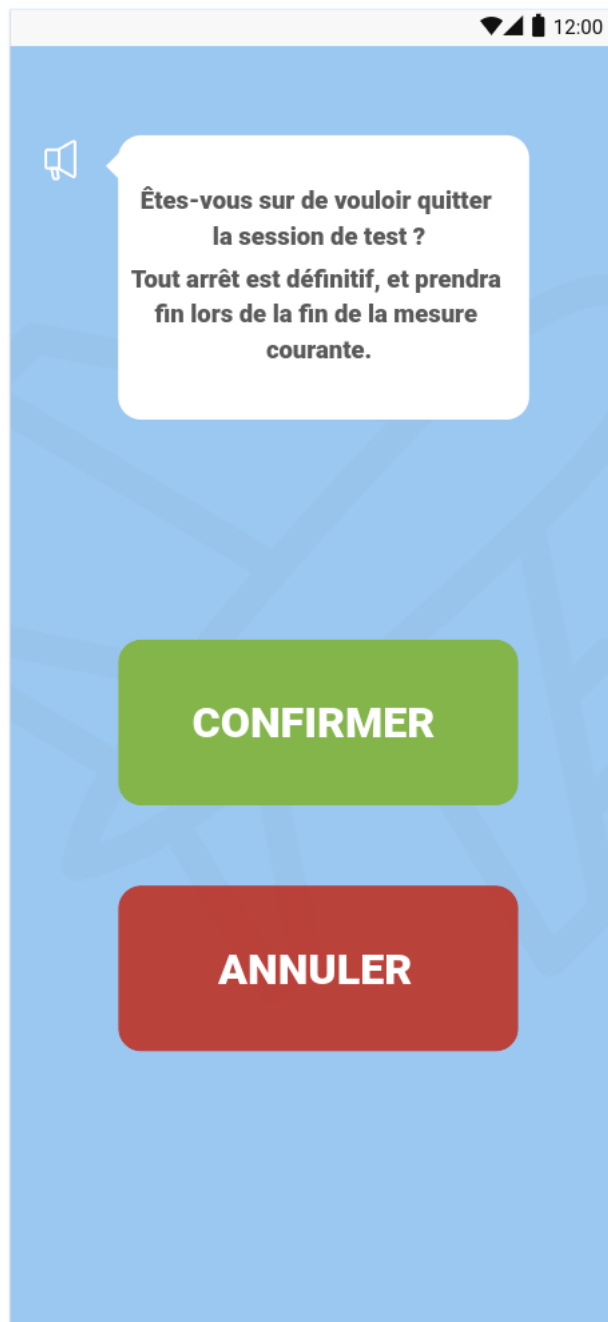 12:00
Êtes-vous sur de vouloir quitter
la session de test ?
Tout arrêt est définitif, et prendra
fin lors de la fin de la mesure
courante.
CONFIRMER
ANNULER